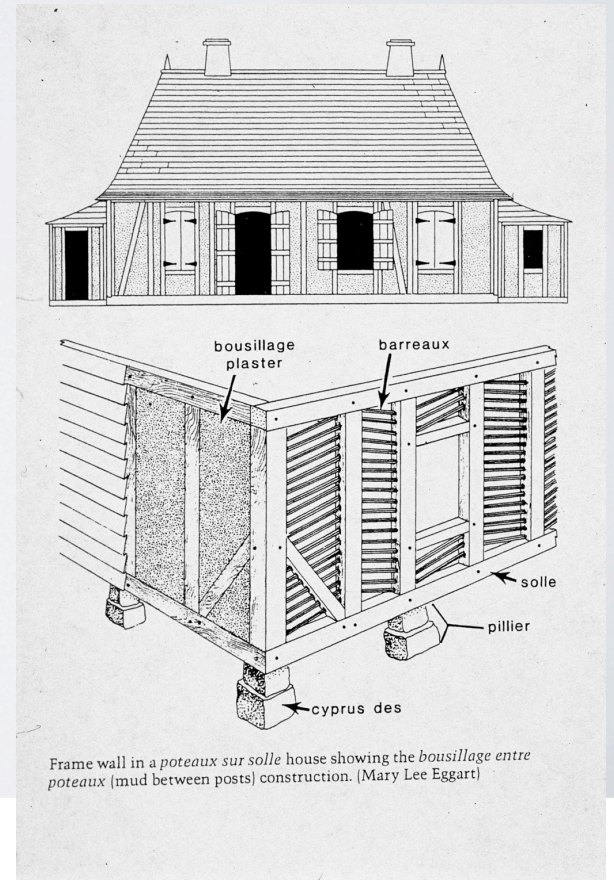 bousillage
plaster
barreaux
solle
pillier
cyprus des
Frame wall in a poteaux sur solle house showing the bousillage entre
poteaux (mud between posts) construction. (Mary Lee Eggart)